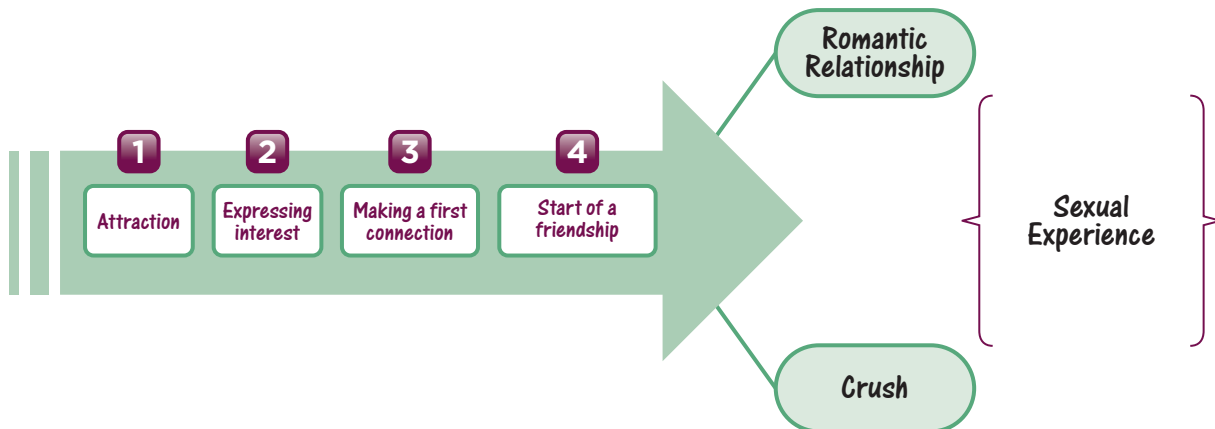 Romantic
Relationship
1
2
3
4
Attraction
Expressing
interest
Making a first
connection
Start of a
friendship
Sexual
Experience
Crush